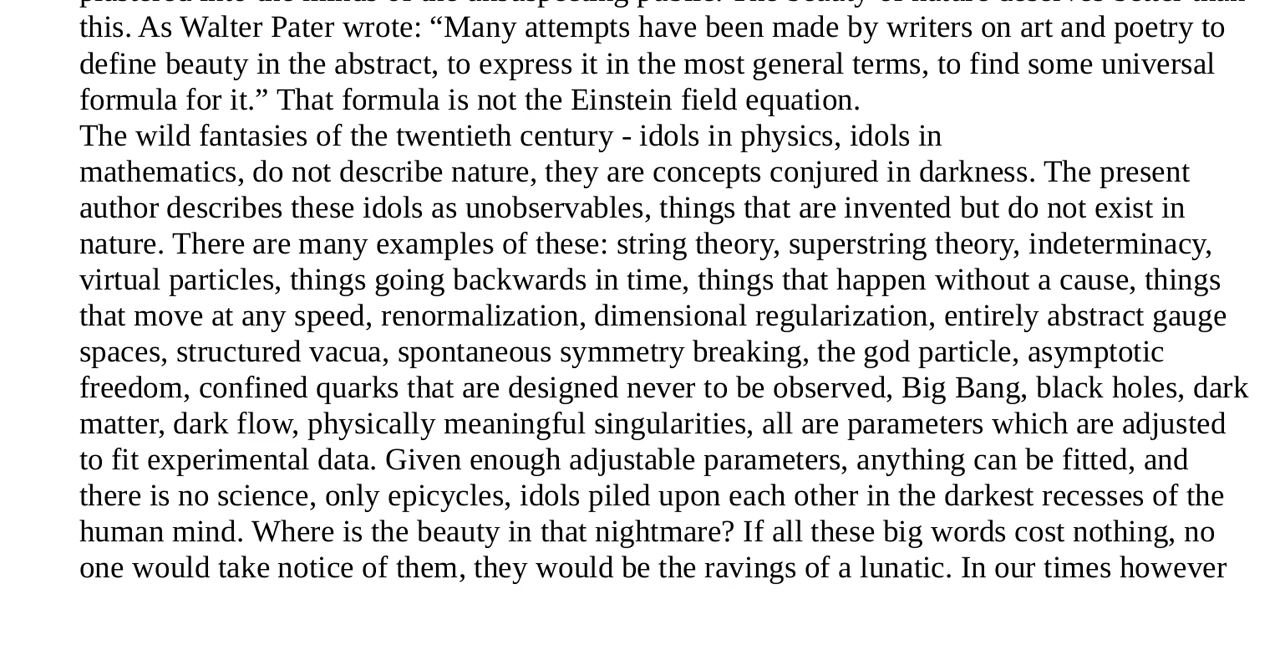 this. As Walter Pater wrote: “Many attempts have been made by writers on art and poetry to
define beauty in the abstract, to express it in the most general terms, to find some universal
formula for it.” That formula is not the Einstein field equation.
The wild fantasies of the twentieth century - idols in physics, idols in
mathematics, do not describe nature, they are concepts conjured in darkness. The present
author describes these idols as unobservables, things that are invented but do not exist in
nature. There are many examples of these: string theory, superstring theory, indeterminacy,
virtual particles, things going backwards in time, things that happen without a cause, things
that move at any speed, renormalization, dimensional regularization, entirely abstract gauge
spaces, structured vacua, spontaneous symmetry breaking, the god particle, asymptotic
freedom, confined quarks that are designed never to be observed, Big Bang, black holes, dark
matter, dark flow, physically meaningful singularities, all are parameters which are adjusted
to fit experimental data. Given enough adjustable parameters, anything can be fitted, and
there is no science, only epicycles, idols piled upon each other in the darkest recesses of the
human mind. Where is the beauty in that nightmare? If all these big words cost nothing, no
one would take notice of them, they would be the ravings of a lunatic. In our times however